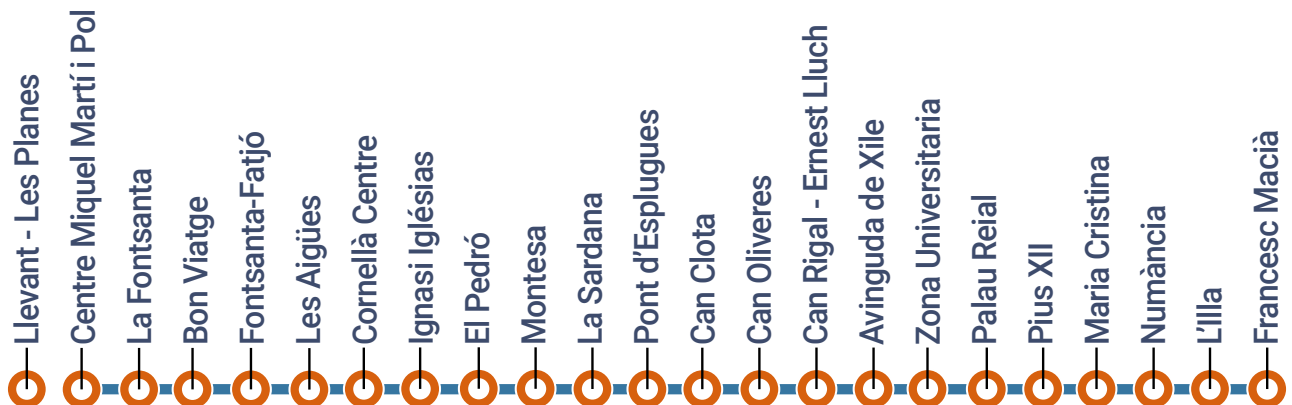 Llevant - Les Planes
Centre Miquel Martí i Pol
La Fontsanta
Bon Viatge
Fontsanta-Fatjó
Les Aigües
Cornellà Centre
Ignasi Iglésias
El Pedró
Montesa
La Sardana
Pont d'Esplugues
Can Clota
Can Oliveres
Can Rigal - Ernest Lluch
Avinguda de Xile
Zona Universitaria
Palau Reial
Pius XII
Maria Cristina
Numància
L'Illa
Francesc Macià